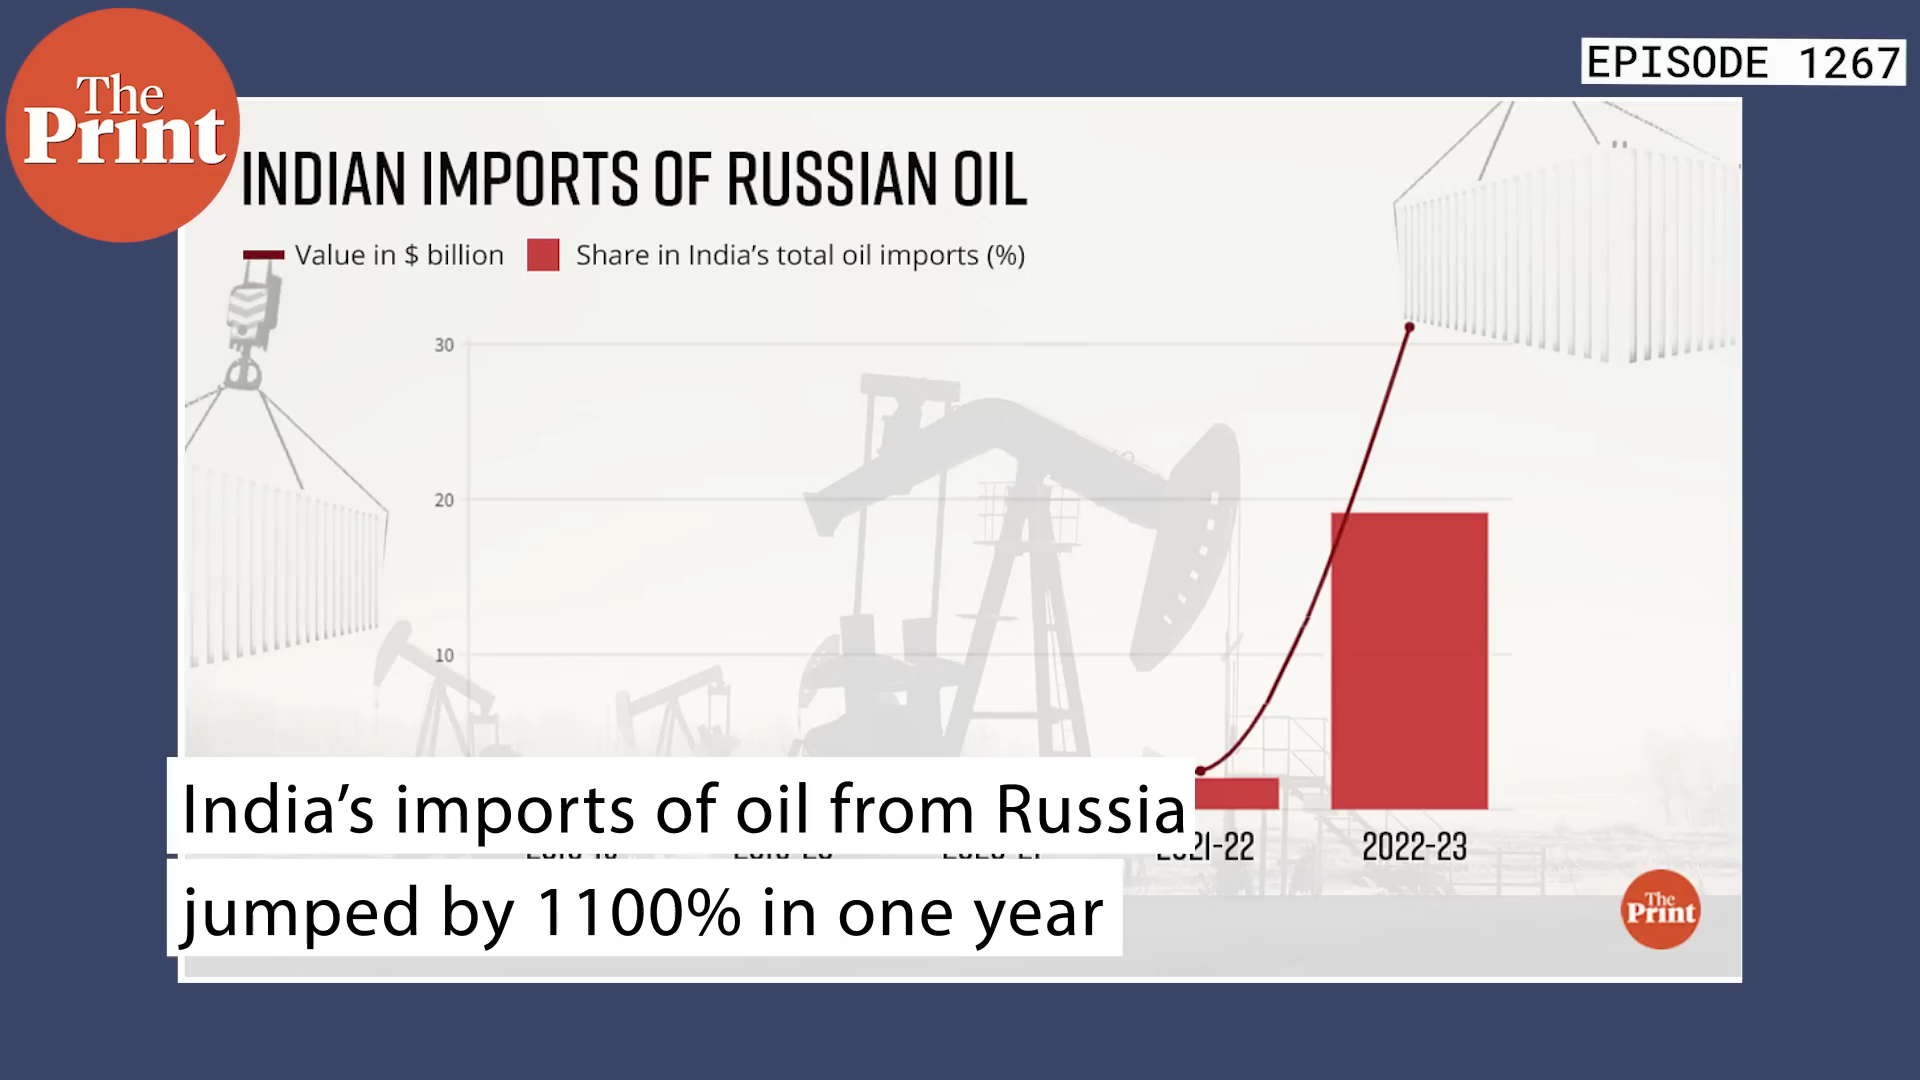 The
Print
EPISODE 1267
INDIAN IMPORTS OF RUSSIAN OIL
Value in $ billion
Share in India's total oil imports (%)
30
20
10
India's imports of oil from Russia
jumped by 1100% in one year
2022-23
The
Print